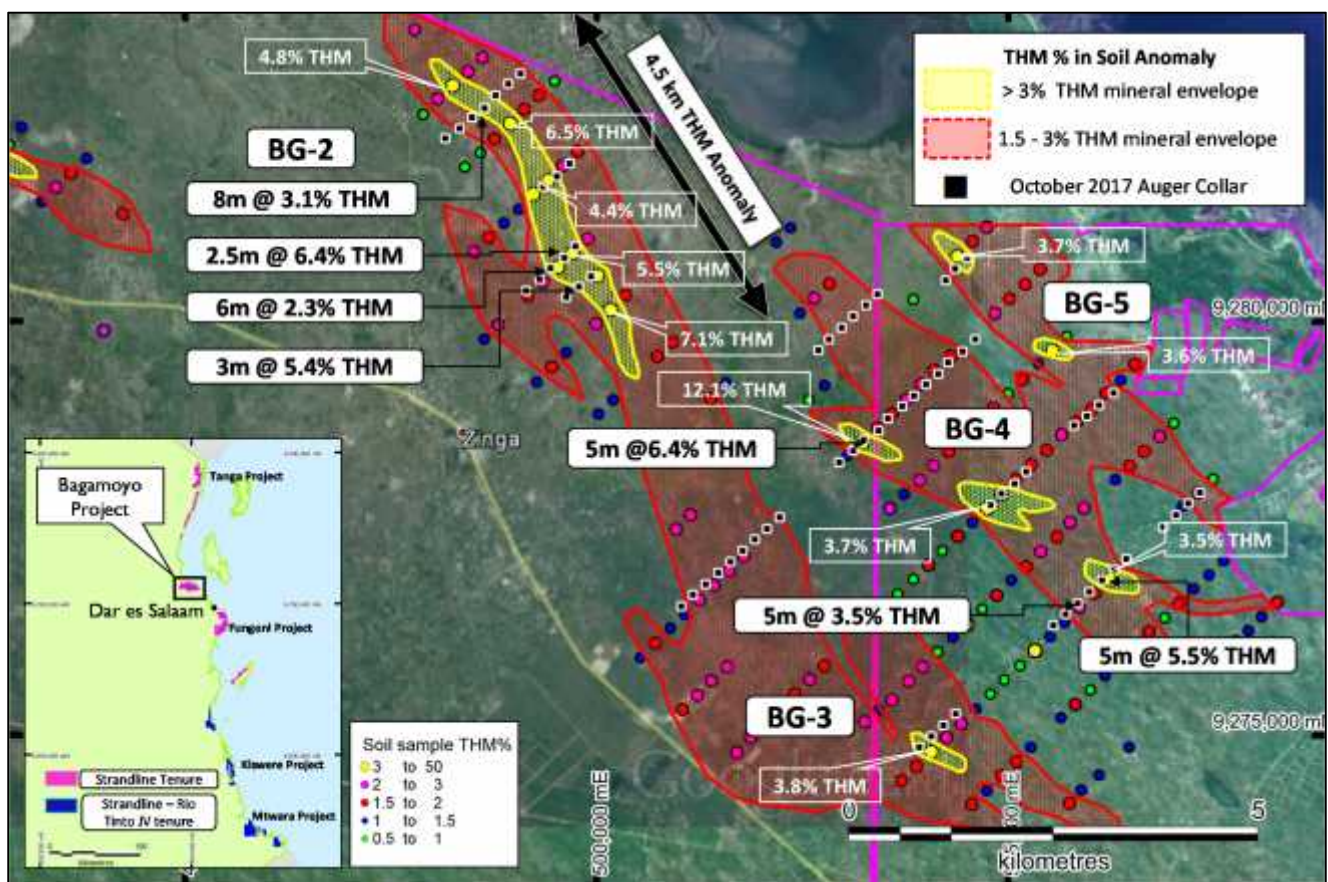 4.8% THM
BG-2
6.5% THM
8m @ 3.1% THM
4.4% THM
2.5m @ 6.4% THM
5.5% THM
6m @ 2.3% THM
7.1% THM
3m @ 5.4% THM
4.5 km THM Anomaly
THM % in Soil Anomaly
> 3% THM mineral envelope
1.5 - 3% THM mineral envelope
October 2017 Auger Collar
3.7% THM
BG-5
9,280,000 ml
3.6% THM
12.1% THM
BG-4
5m @6.4% THM
Zinga
3.7% THM
3.5% THM
5m @ 3.5% THM
5m @ 5.5% THM
BG-3
9,275,000 ml
3.8% THM
500,000 mE
mE
0 5
kilometres
Bagamoyo
Project
Tanga Project
Dar es Salaam
Fungoni Project
Kiswere Project
Mtwara Project
Strandline Tenure
Strandline – Rio
Tinto JV tenure
Soil sample THM%
3 to 50
2 to 3
1.5 to 2
1 to 1.5
0.5 to 1